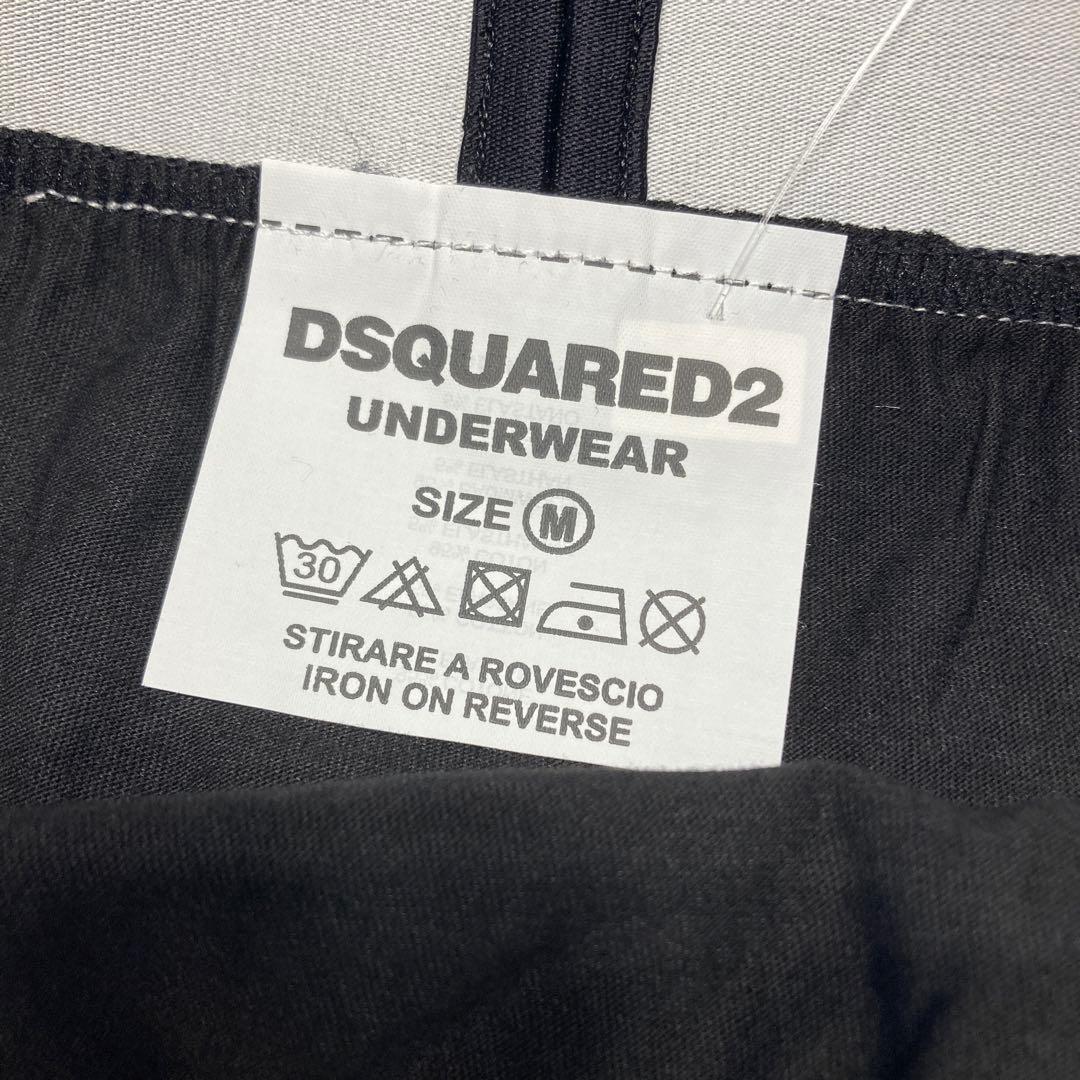 DSQUARED2
UNDERWEAR
SIZE M
30
STIRARE A ROVESCIO
IRON ON REVERSE